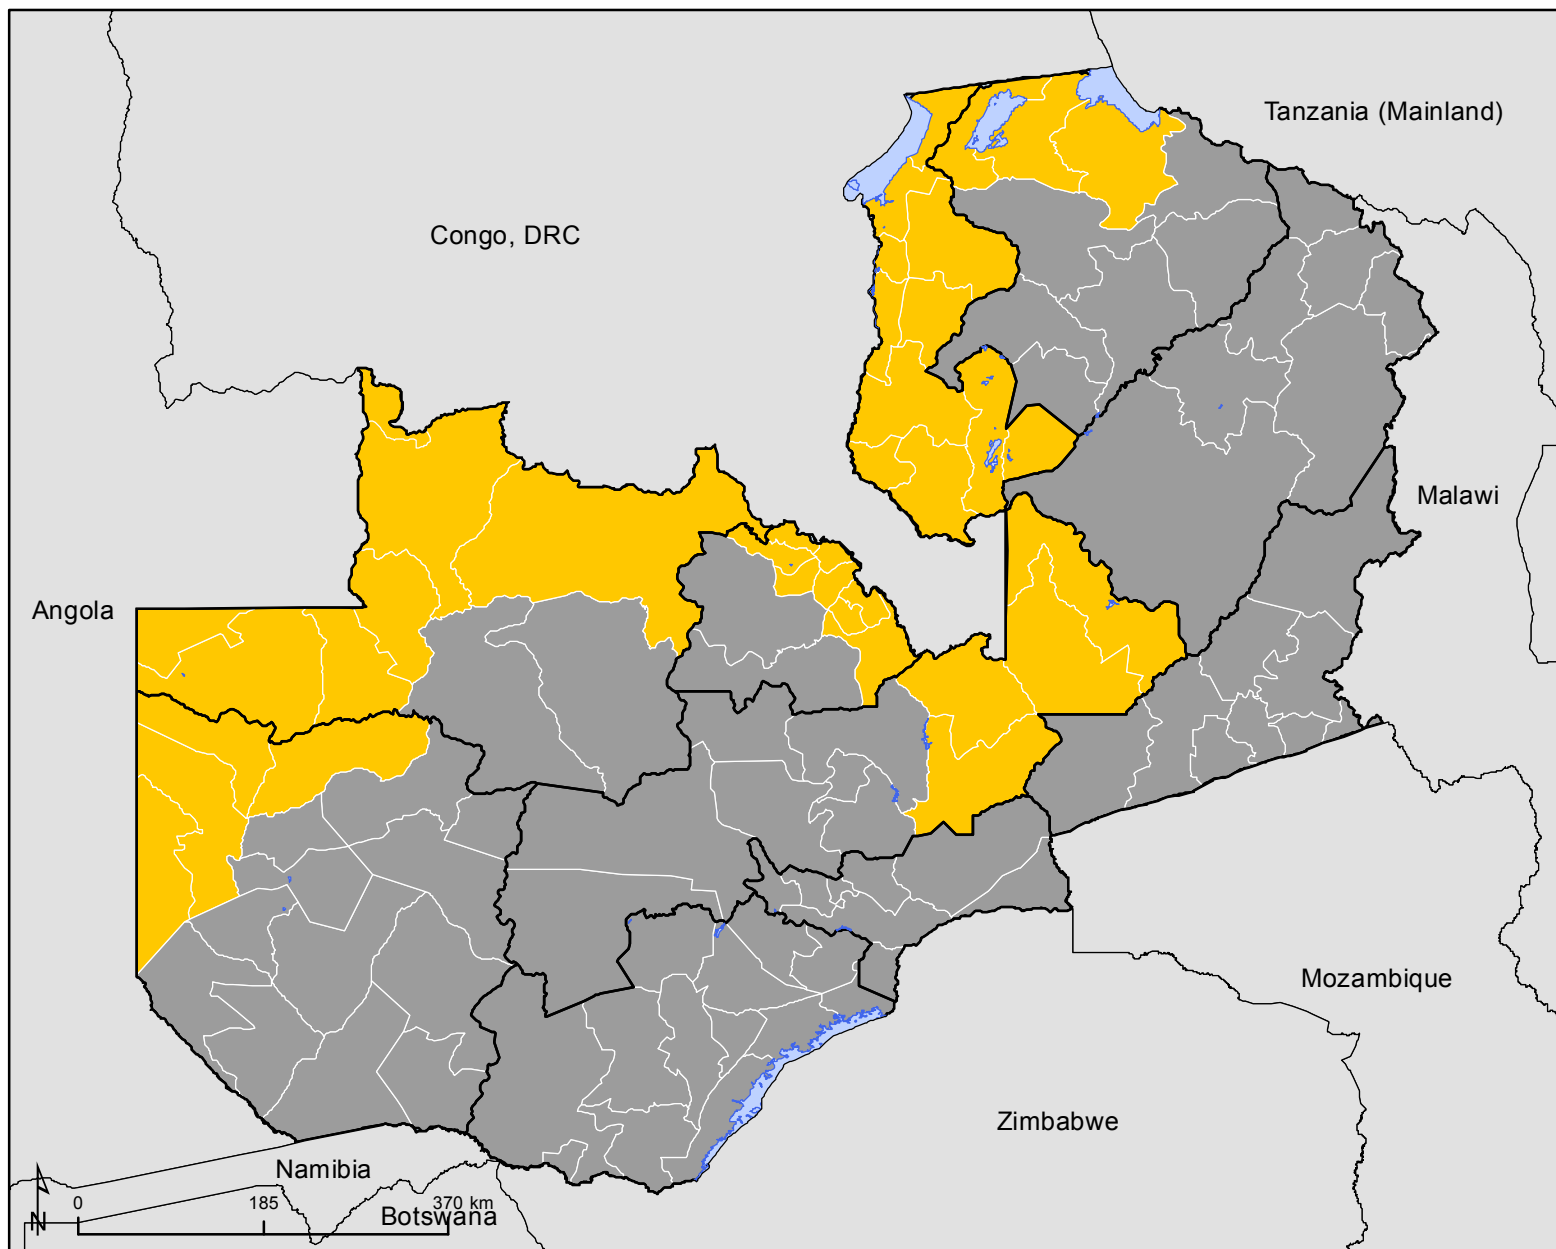 Tanzania (Mainland)
Congo, DRC
Malawi
Angola
Mozambique
Zimbabwe
Namibia
0 185 370 km
Botswana
N